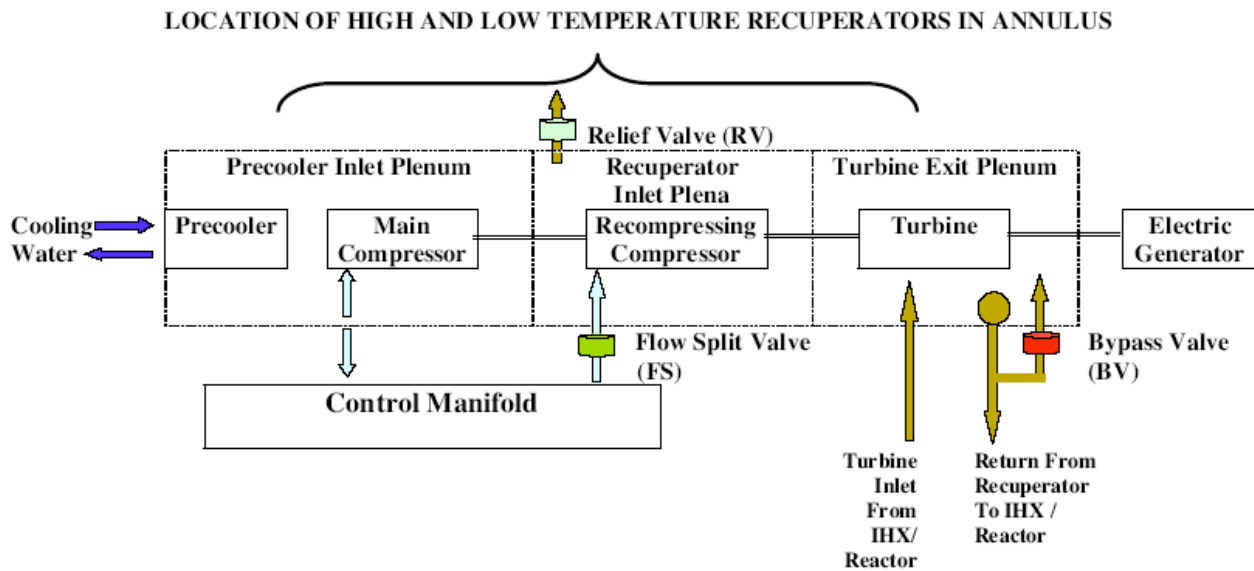 LOCATION OF HIGH AND LOW TEMPERATURE RECUPERATORS IN ANNULUS
Relief Valve (RV)
Precooler Inlet Plenum
Recuperator
Inlet Plena
Turbine Exit Plenum
Cooling
Water
Precooler
Main
Compressor
Recompressing
Compressor
Turbine
Electric
Generator
Flow Split Valve
(FS)
Bypass Valve
(BV)
Control Manifold
Turbine
Inlet
From
IHX/
Reactor
Return From
Recuperator
To IHX /
Reactor